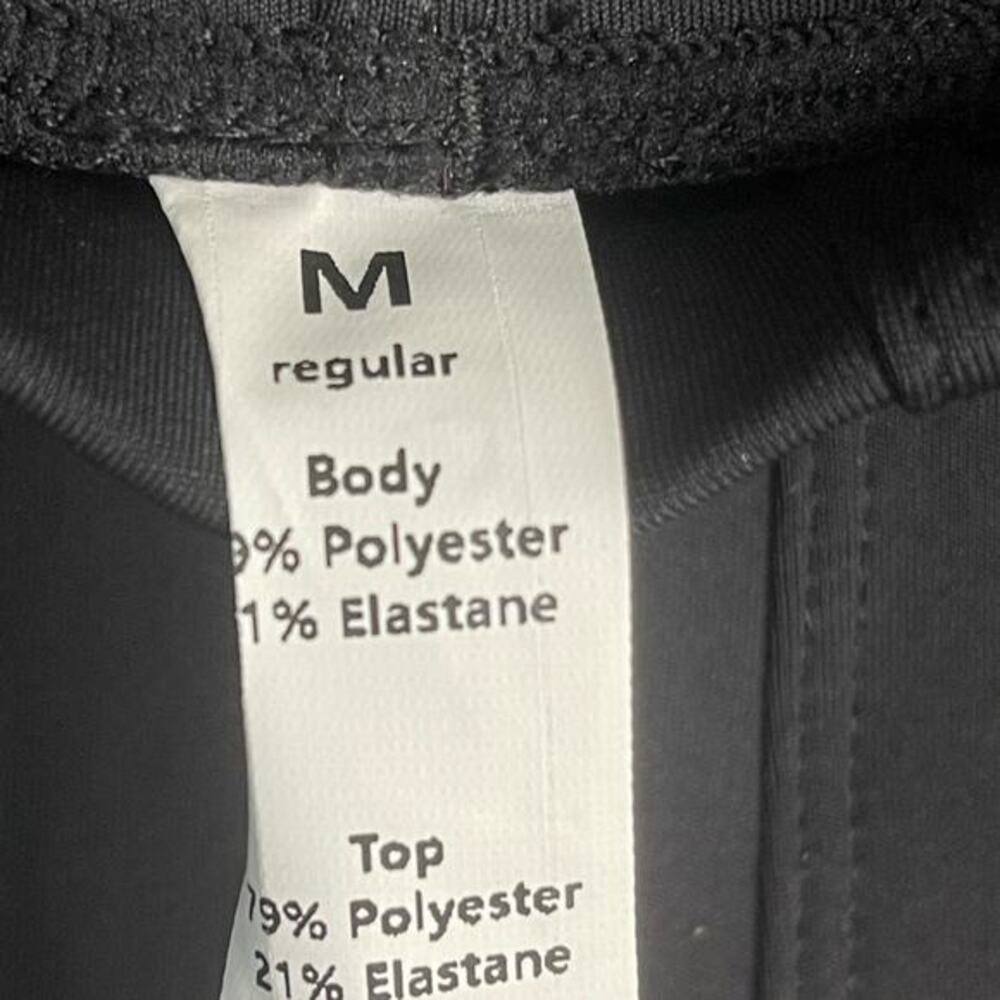 M
regular
Body
9% Polyester
1% Elastane
Top
79% Polyester
21% Elastane